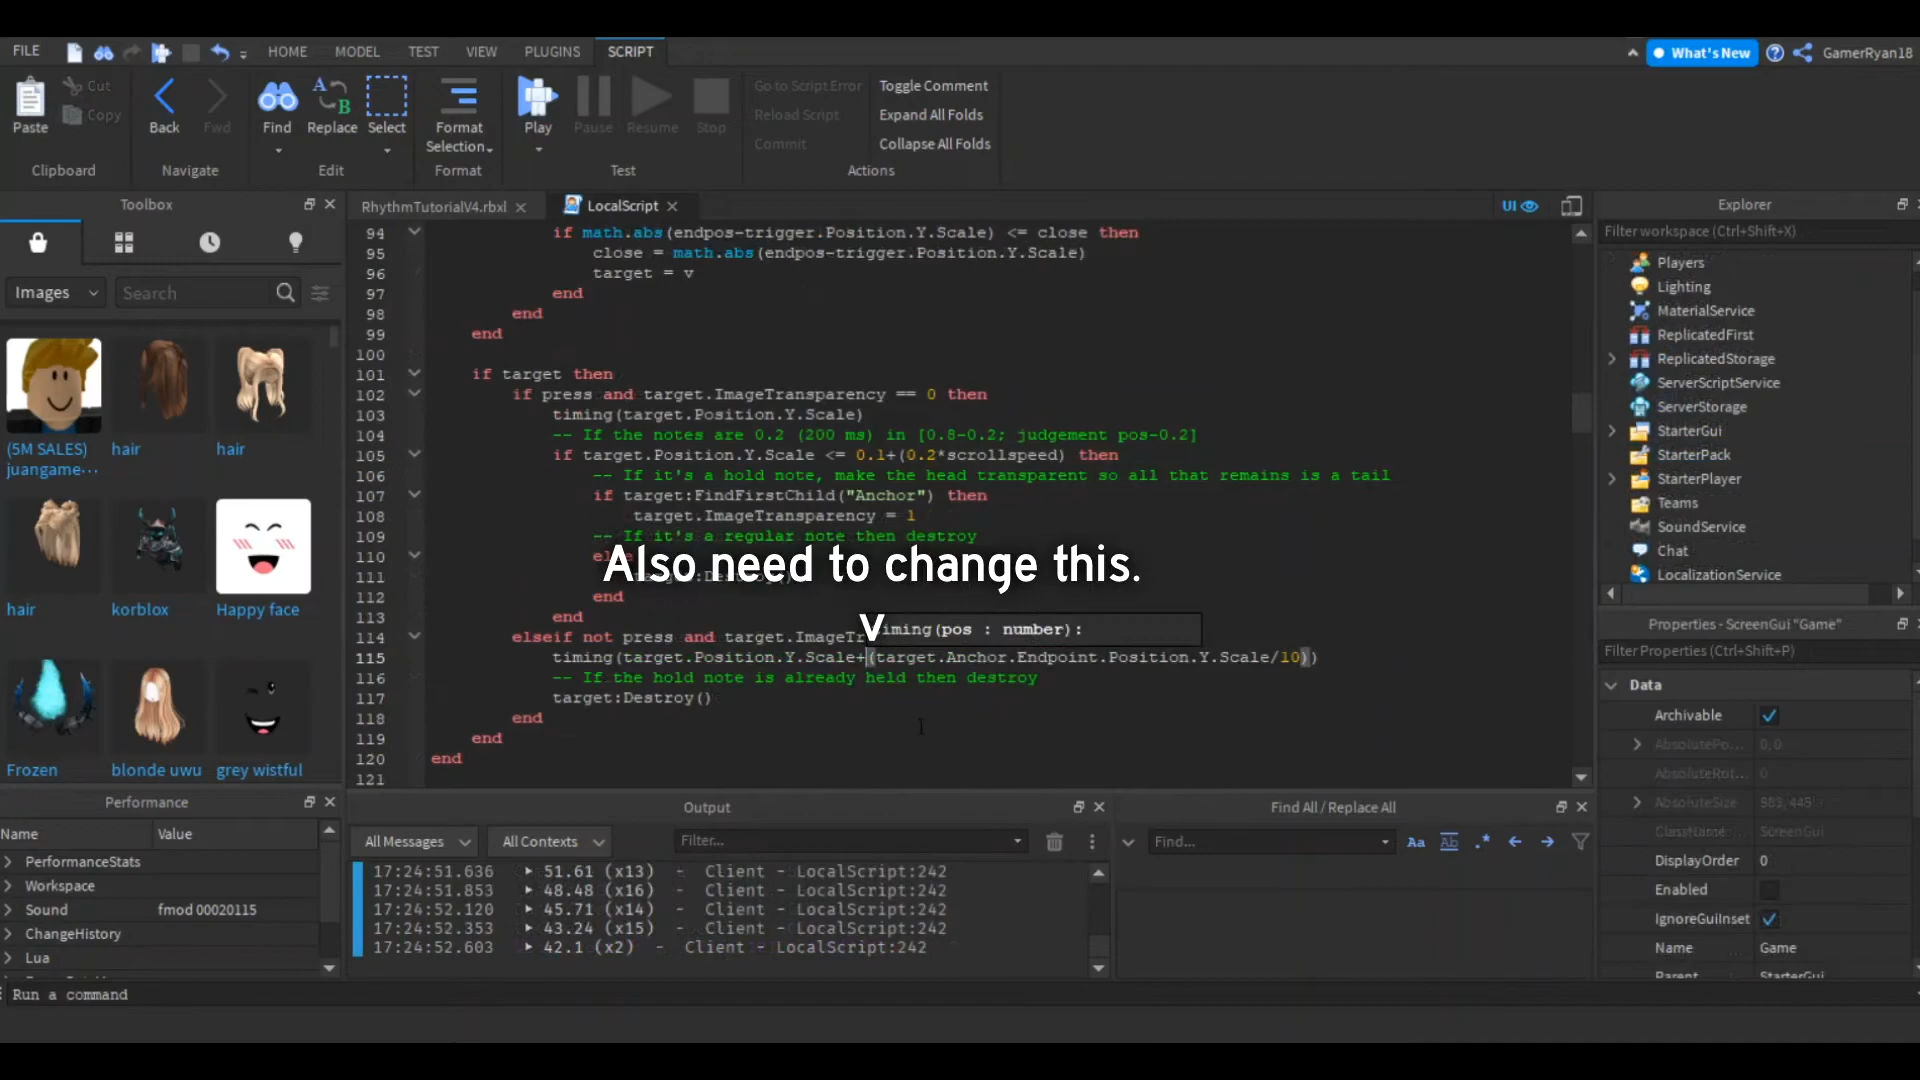 FILE
HOME
MODEL
TEST
VIEW
PLUGINS
SCRIPT
What's New
GamerRyan18
Paste
Cut
Copy
Clipboard
Back
Fwd
Navigate
Find
Replace
Select
Edit
Format
Selection
Format
Play
Pause
Resume
Stop
Test
Go to Script Error
Reload Script
Commit
Toggle Comment
Expand All Folds
Collapse All Folds
Actions
Toolbox
Images
Search
(5M SALES)
juangame...
hair
hair
hair
korblox
Happy face
Frozen
blonde uwu
grey wistful
RhythmTutorialV4.rbxl
LocalScript
UI
94 if math.abs(endpos-trigger.Position.Y.Scale) <= close then
95 close = math.abs(endpos-trigger.Position.Y.Scale)
96 target = v
97 end
98 end
99 end
100
101 if target then
102 if press and target.ImageTransparency == 0 then
103 timing(target.Position.Y.Scale)
104 -- If the notes are 0.2 (200 ms) in [0.8-0.2; judgement pos-0.2]
105 if target.Position.Y.Scale <= 0.1+(0.2*scrollspeed) then
106 -- If it's a hold note, make the head transparent so all that remains is a tail
107 if target:FindFirstChild("Anchor") then
108 target.ImageTransparency = 1
109 -- If it's a regular note then destroy
110
Also need to change this.
111
112 end
113 end
v
timing(pos : number):
114 elseif not press and target.ImageTr
115 timing(target.Position.Y.Scale+(target.Anchor.Endpoint.Position.Y.Scale/10))
116 -- If the hold note is already held then destroy
117 target:Destroy()
118 end
119 end
120 end
121
Explorer
Filter workspace (Ctrl+Shift+X)
Players
Lighting
MaterialService
ReplicatedFirst
ReplicatedStorage
ServerScriptService
ServerStorage
StarterGui
StarterPack
StarterPlayer
Teams
SoundService
Chat
LocalizationService
Properties - ScreenGui "Game"
Filter Properties (Ctrl+Shift+P)
Data
Archivable
AbsolutePo... 0, 0
AbsoluteRot... 0
AbsoluteSize 983, 445
ClassName ScreenGui
DisplayOrder 0
Enabled
IgnoreGuiInset
Name Game
Parent StarterGui
Performance
Name Value
PerformanceStats
Workspace
Sound fmod 00020115
ChangeHistory
Lua
Output
All Messages
All Contexts
Filter...
17:24:51.636 51.61 (x13) - Client - LocalScript:242
17:24:51.853 48.48 (x16) - Client - LocalScript:242
17:24:52.120 45.71 (x14) - Client - LocalScript:242
17:24:52.353 43.24 (x15) - Client - LocalScript:242
17:24:52.603 42.1 (x2) - Client - LocalScript:242
Find All / Replace All
Find...
Aa
Ab
.*
Run a command